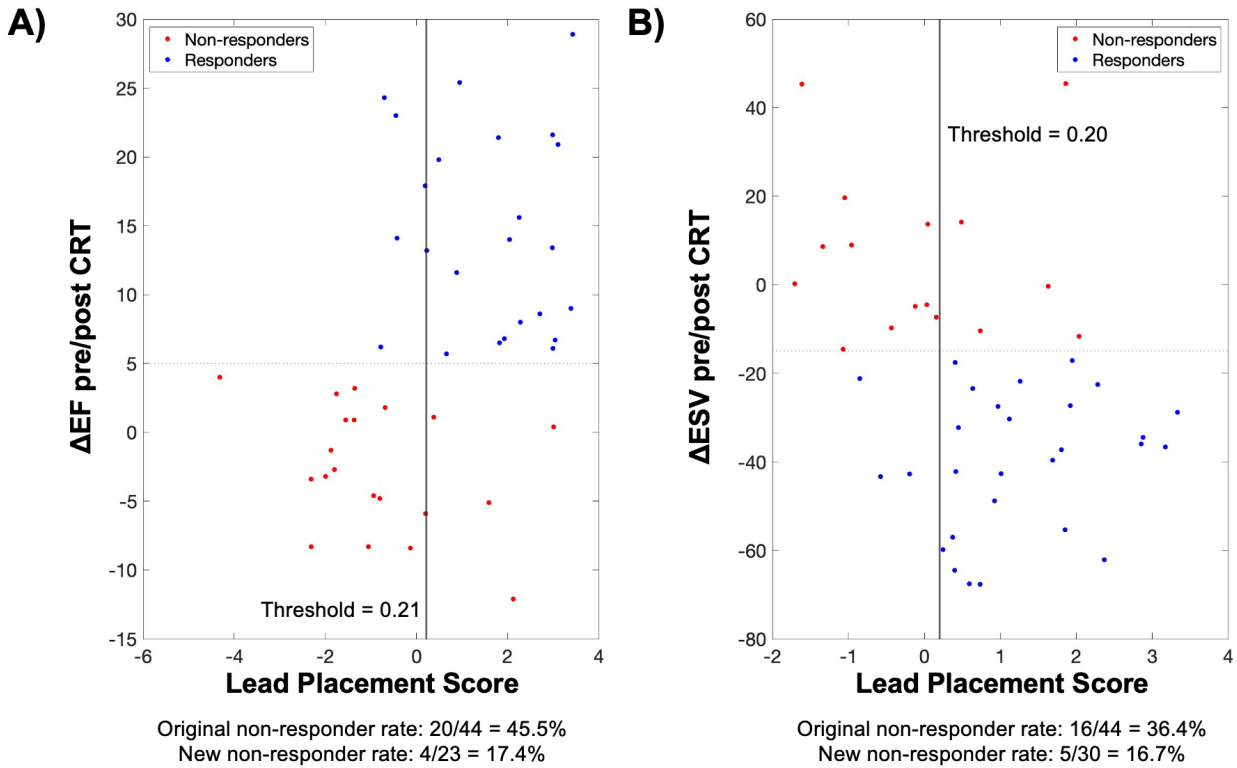 A)
30
25
20
15
10
5
0
-5
-10
-15
ΔEF pre/post CRT
Non-responders
Responders
Threshold = 0.21
-6
-4
-2
0
2
4
Lead Placement Score
Original non-responder rate: 20/44 = 45.5%
New non-responder rate: 4/23 = 17.4%
B)
60
40
20
0
-20
-40
-60
-80
ΔESV pre/post CRT
Non-responders
Responders
Threshold = 0.20
-2
-1
0
1
2
3
4
Lead Placement Score
Original non-responder rate: 16/44 = 36.4%
New non-responder rate: 5/30 = 16.7%